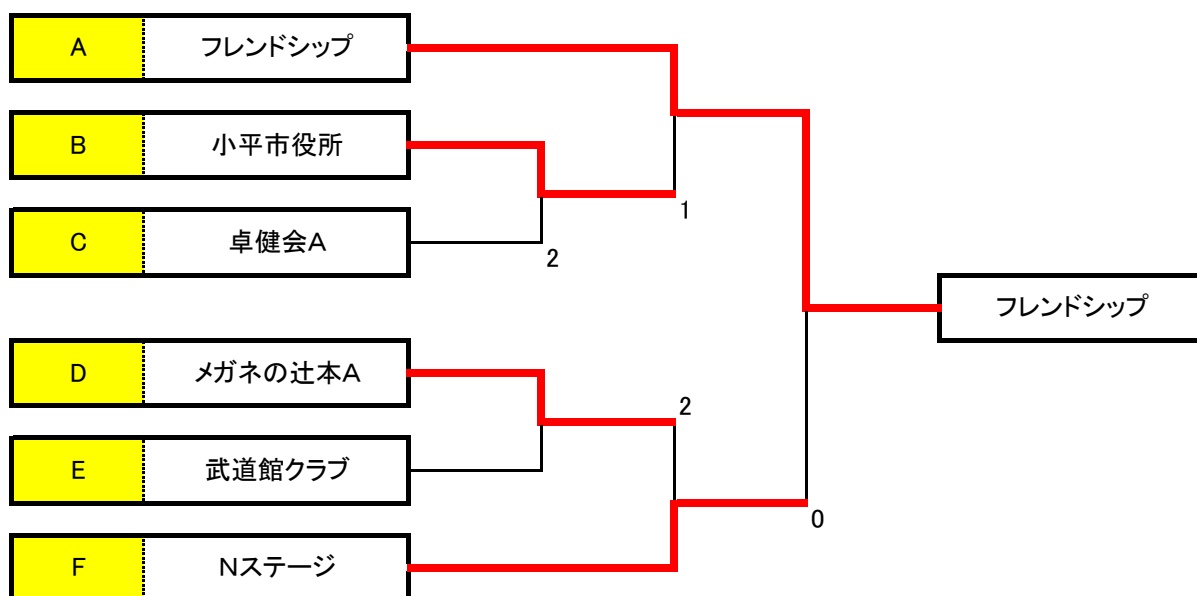 A フレンドシップ
B 小平市役所
1
C 卓健会A
2
フレンドシップ
D メガネの辻本A
2
E 武道館クラブ
0
F Nステージ